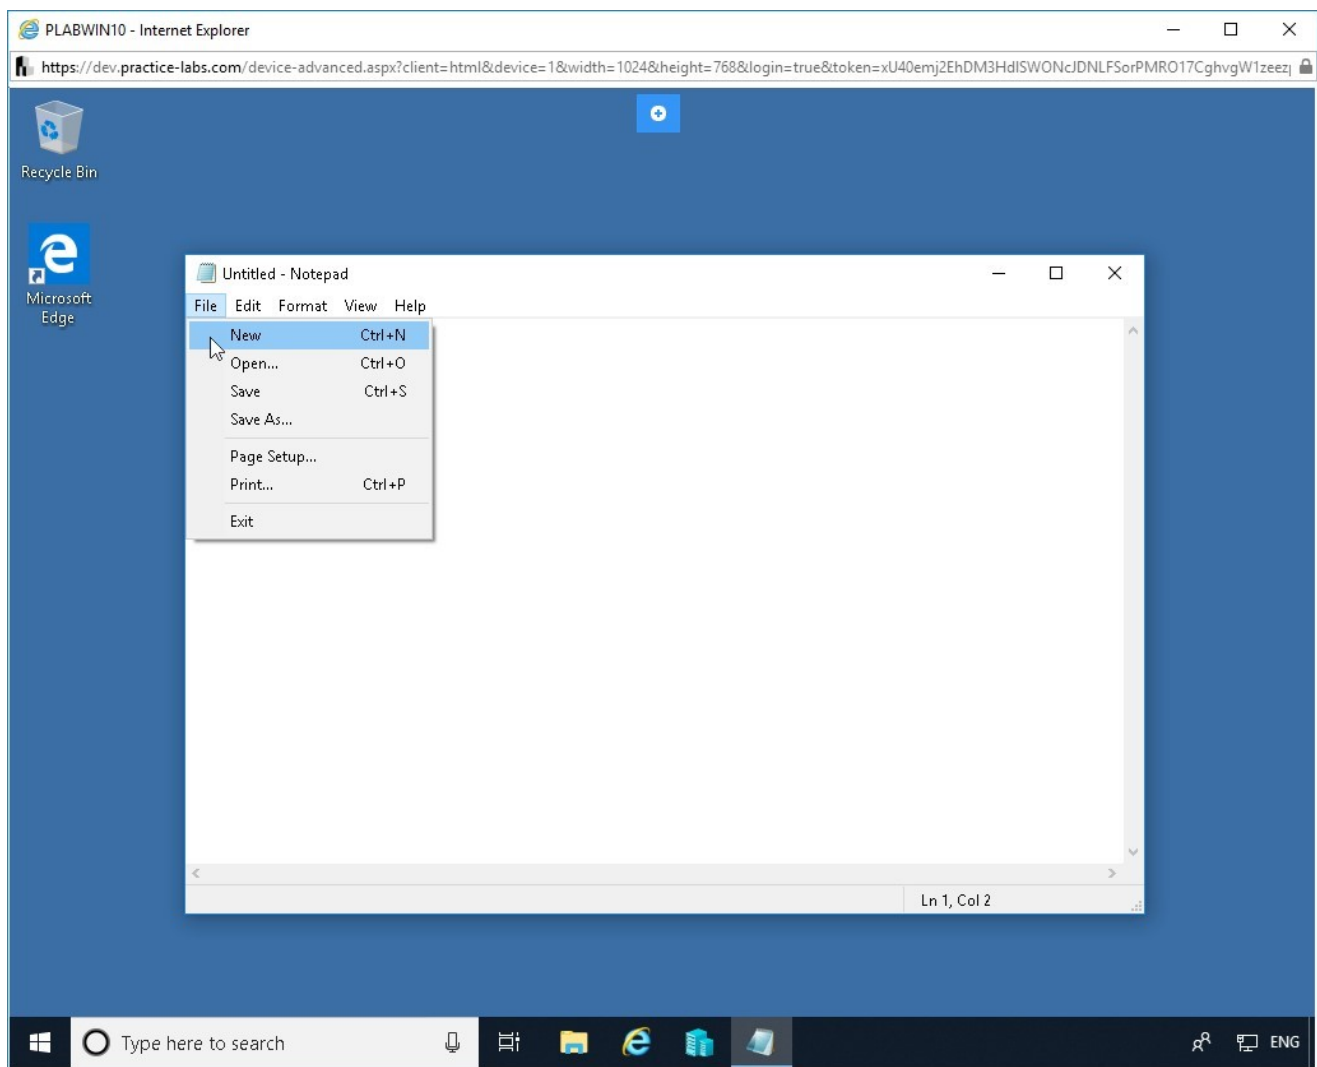 PLABWIN10 - Internet Explorer
https://dev.practice-labs.com/device-advanced.aspx?client=html&device=1&width=1024&height=768&login=true&token=xU40emj2EhDM3HdlSWONcJDNLFSorPMRO17CghvgW1zeez
Recycle Bin
Microsoft
Edge
Untitled - Notepad
File Edit Format View Help
New Ctrl+N
Open... Ctrl+O
Save Ctrl+S
Save As...
Page Setup...
Print... Ctrl+P
Exit
Ln 1, Col 2
Type here to search
ENG